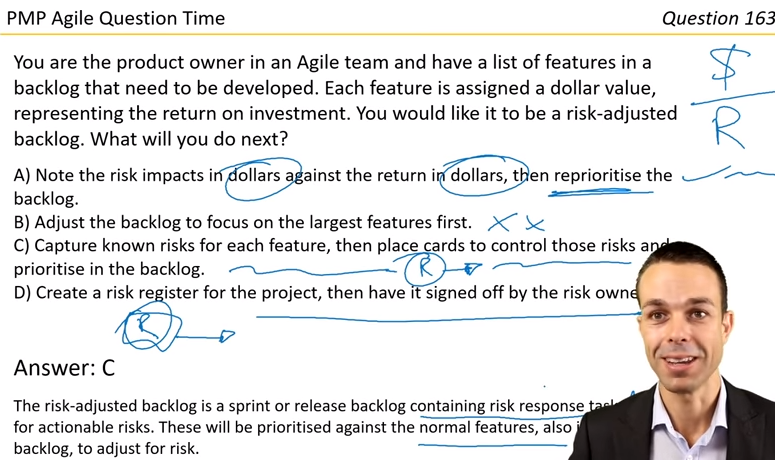 PMP Agile Question Time
Question 163
You are the product owner in an Agile team and have a list of features in a
backlog that need to be developed. Each feature is assigned a dollar value,
representing the return on investment. You would like it to be a risk-adjusted
backlog. What will you do next?
$
R
A) Note the risk impacts in dollars against the return in dollars, then reprioritise the
backlog.
B) Adjust the backlog to focus on the largest features first. X X
C) Capture known risks for each feature, then place cards to control those risks and
prioritise in the backlog.
R
D) Create a risk register for the project, then have it signed off by the risk owne
R
Answer: C
The risk-adjusted backlog is a sprint or release backlog containing risk response
for actionable risks. These will be prioritised against the normal features, also
backlog, to adjust for risk.